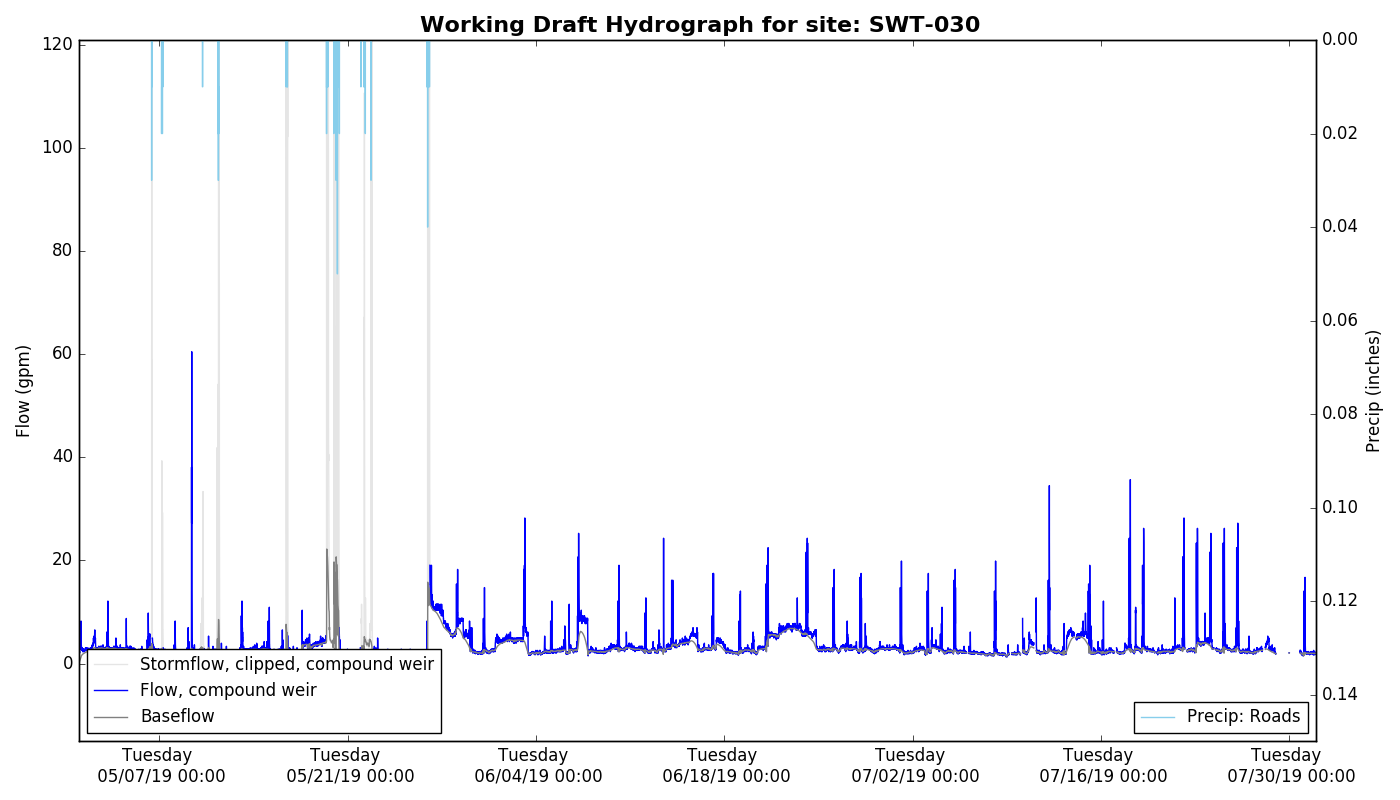 Working Draft Hydrograph for site: SWT-030
120
100
80
60
40
20
0
Flow (gpm)
0.00
0.02
0.04
0.06
0.08
0.10
0.12
0.14
Precip (inches)
Stormflow, clipped, compound weir
Flow, compound weir
Baseflow
Precip: Roads
Tuesday
05/07/19 00:00
Tuesday
05/21/19 00:00
Tuesday
06/04/19 00:00
Tuesday
06/18/19 00:00
Tuesday
07/02/19 00:00
Tuesday
07/16/19 00:00
Tuesday
07/30/19 00:00